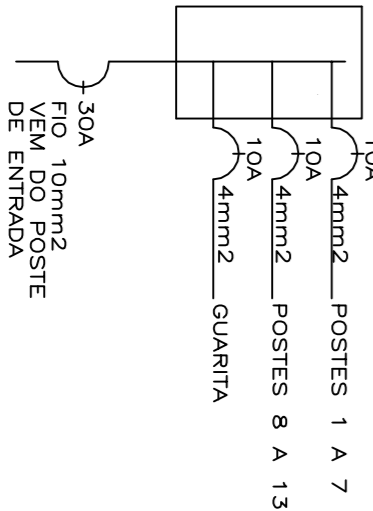 10A 4mm2 POSTES 1 A 7
10A 4mm2 POSTES 8 A 13
10A 4mm2 GUARITA
30A
FIO 10mm2
VEM DO POSTE
DE ENTRADA